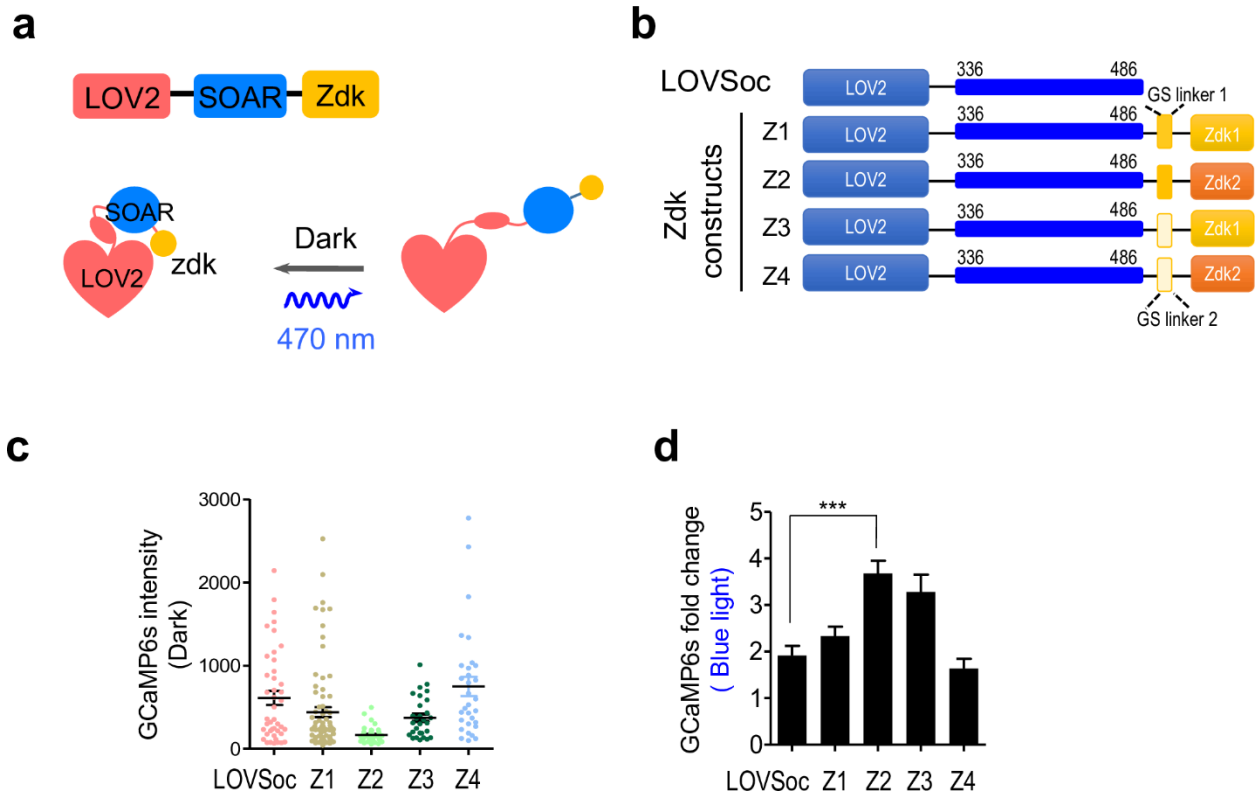 a
LOV2 SOAR Zdk
SOAR
LOV2
zdk
Dark
470 nm
b
LOVSoc
LOV2
336 486
GS linker 1
Zdk constructs
Z1 LOV2 336 486 Zdk1
Z2 LOV2 336 486 Zdk2
Z3 LOV2 336 486 Zdk1
Z4 LOV2 336 486 Zdk2
GS linker 2
c
GCaMP6s intensity
(Dark)
3000
2000
1000
0
LOVSoc Z1 Z2 Z3 Z4
d
GCaMP6s fold change
( Blue light)
5
4
3
2
1
0
***
LOVSoc Z1 Z2 Z3 Z4